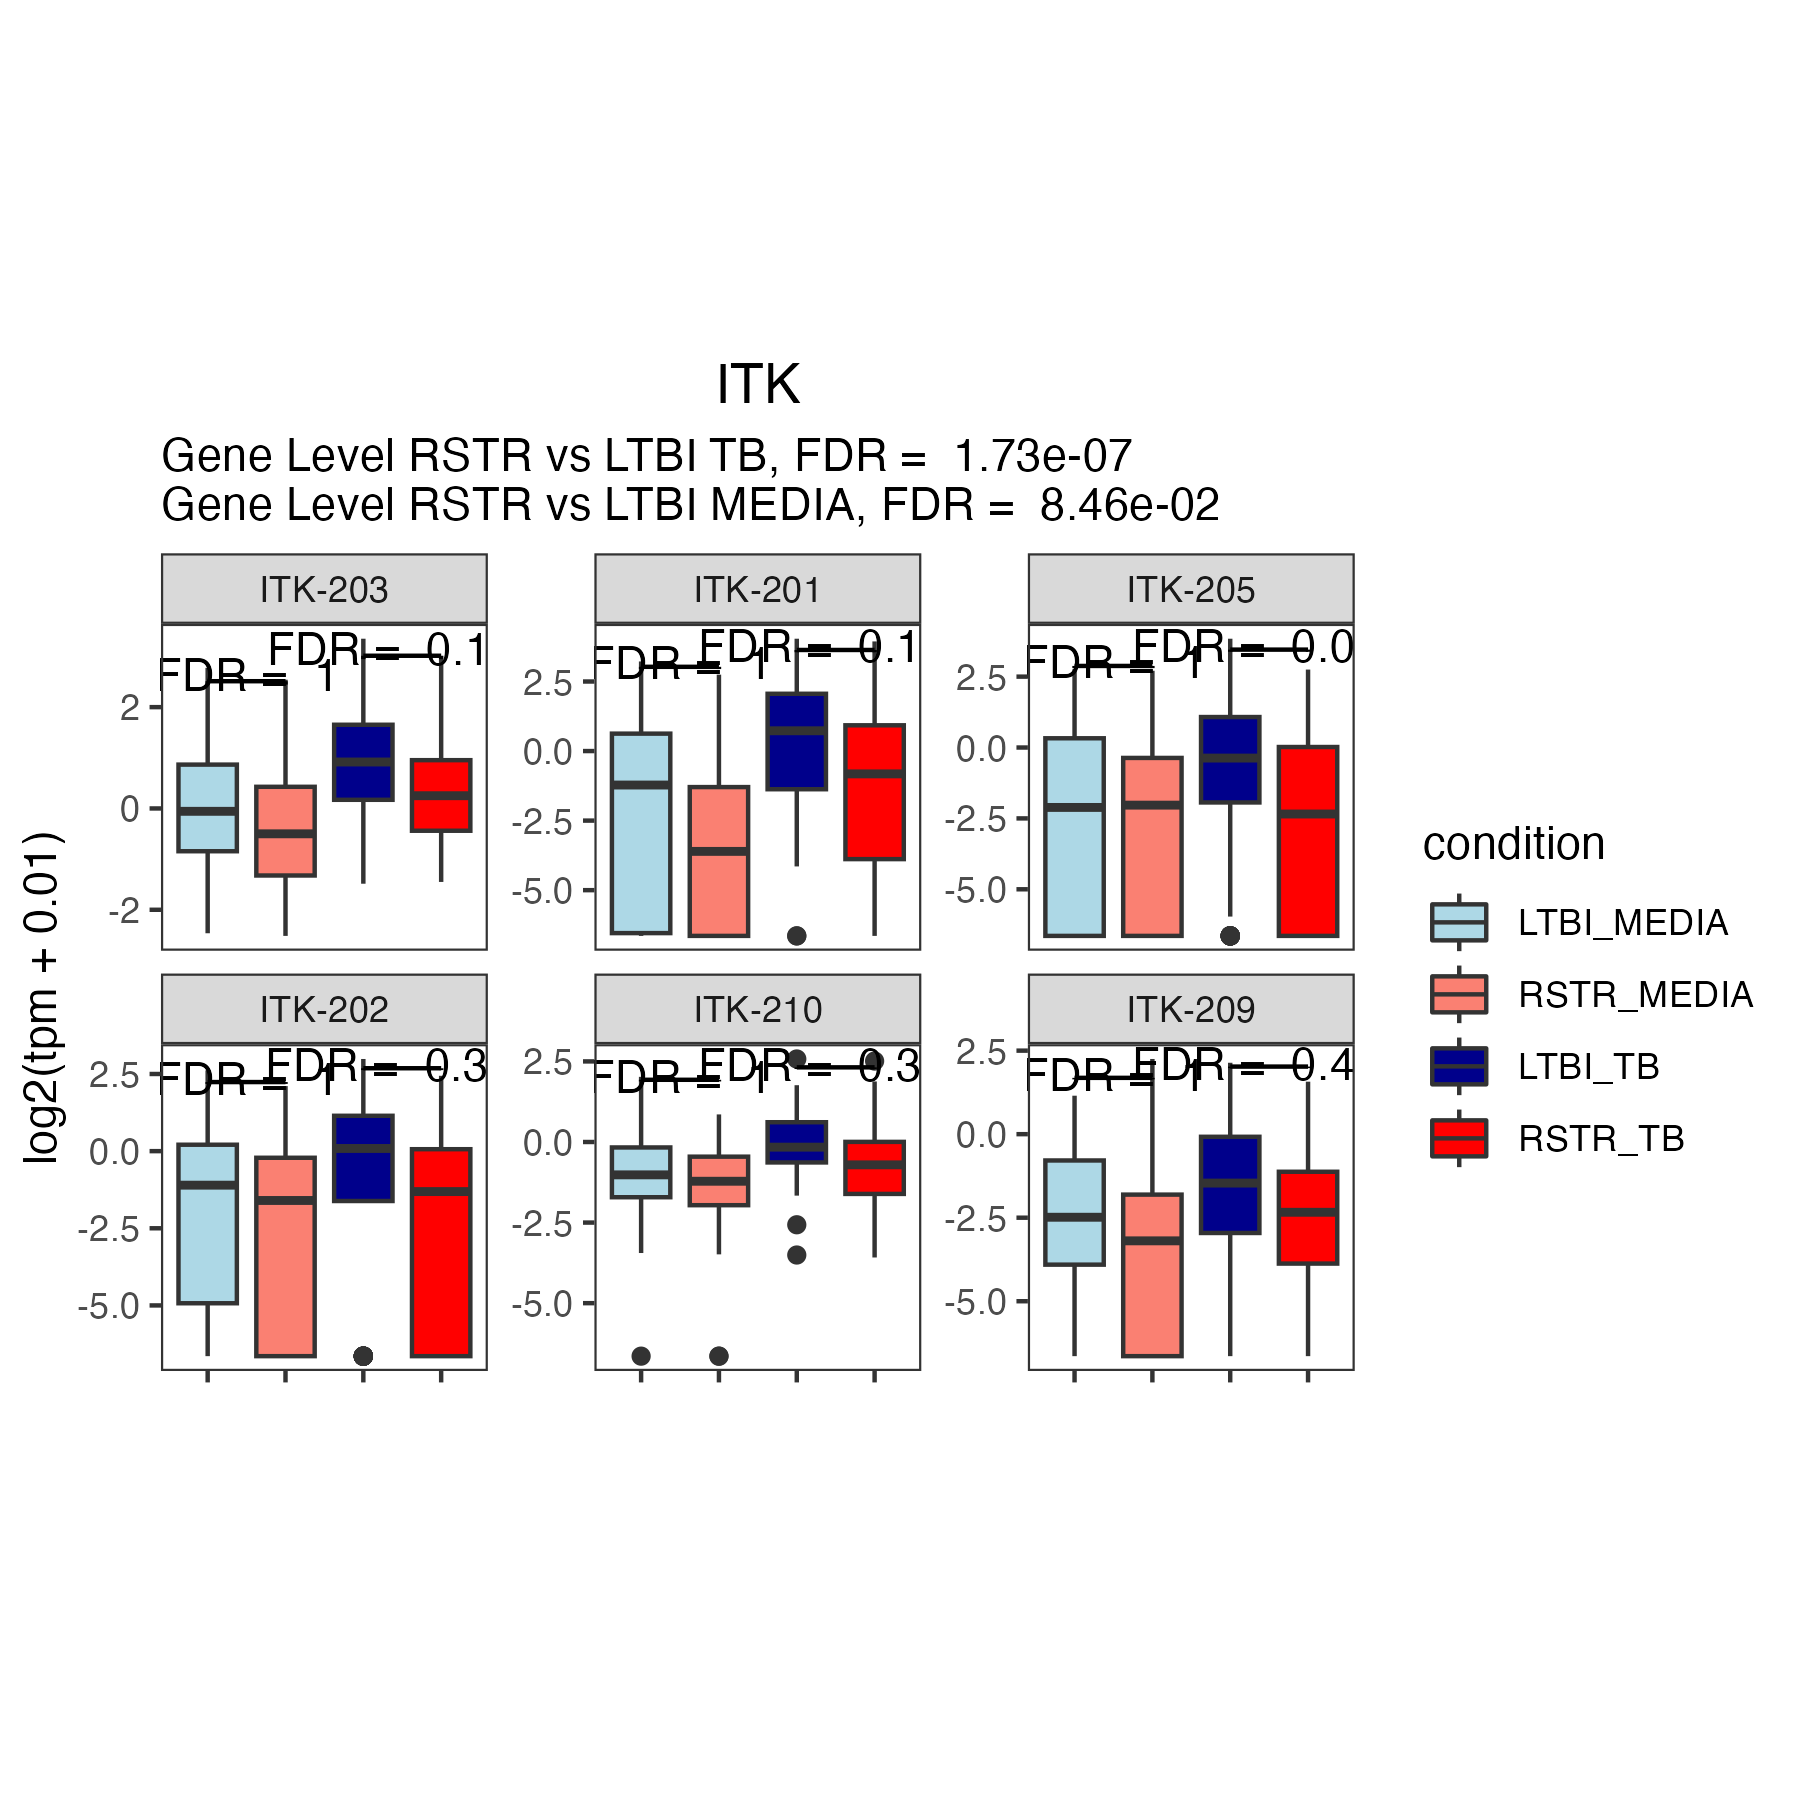 ITK
Gene Level RSTR vs LTBI TB, FDR = 1.73e-07
Gene Level RSTR vs LTBI MEDIA, FDR = 8.46e-02
ITK-203
FDR = 1
FDR = 0.1
2
0
-2
ITK-201
FDR = 1
FDR = 0.1
2.5
0.0
-2.5
-5.0
ITK-205
FDR = 1
FDR = 0.0
2.5
0.0
-2.5
-5.0
ITK-202
FDR = 1
FDR = 0.3
2.5
0.0
-2.5
-5.0
ITK-210
FDR = 1
FDR = 0.3
2.5
0.0
-2.5
-5.0
ITK-209
FDR = 1
FDR = 0.4
2.5
0.0
-2.5
-5.0
log2(tpm + 0.01)
condition
LTBI_MEDIA
RSTR_MEDIA
LTBI_TB
RSTR_TB